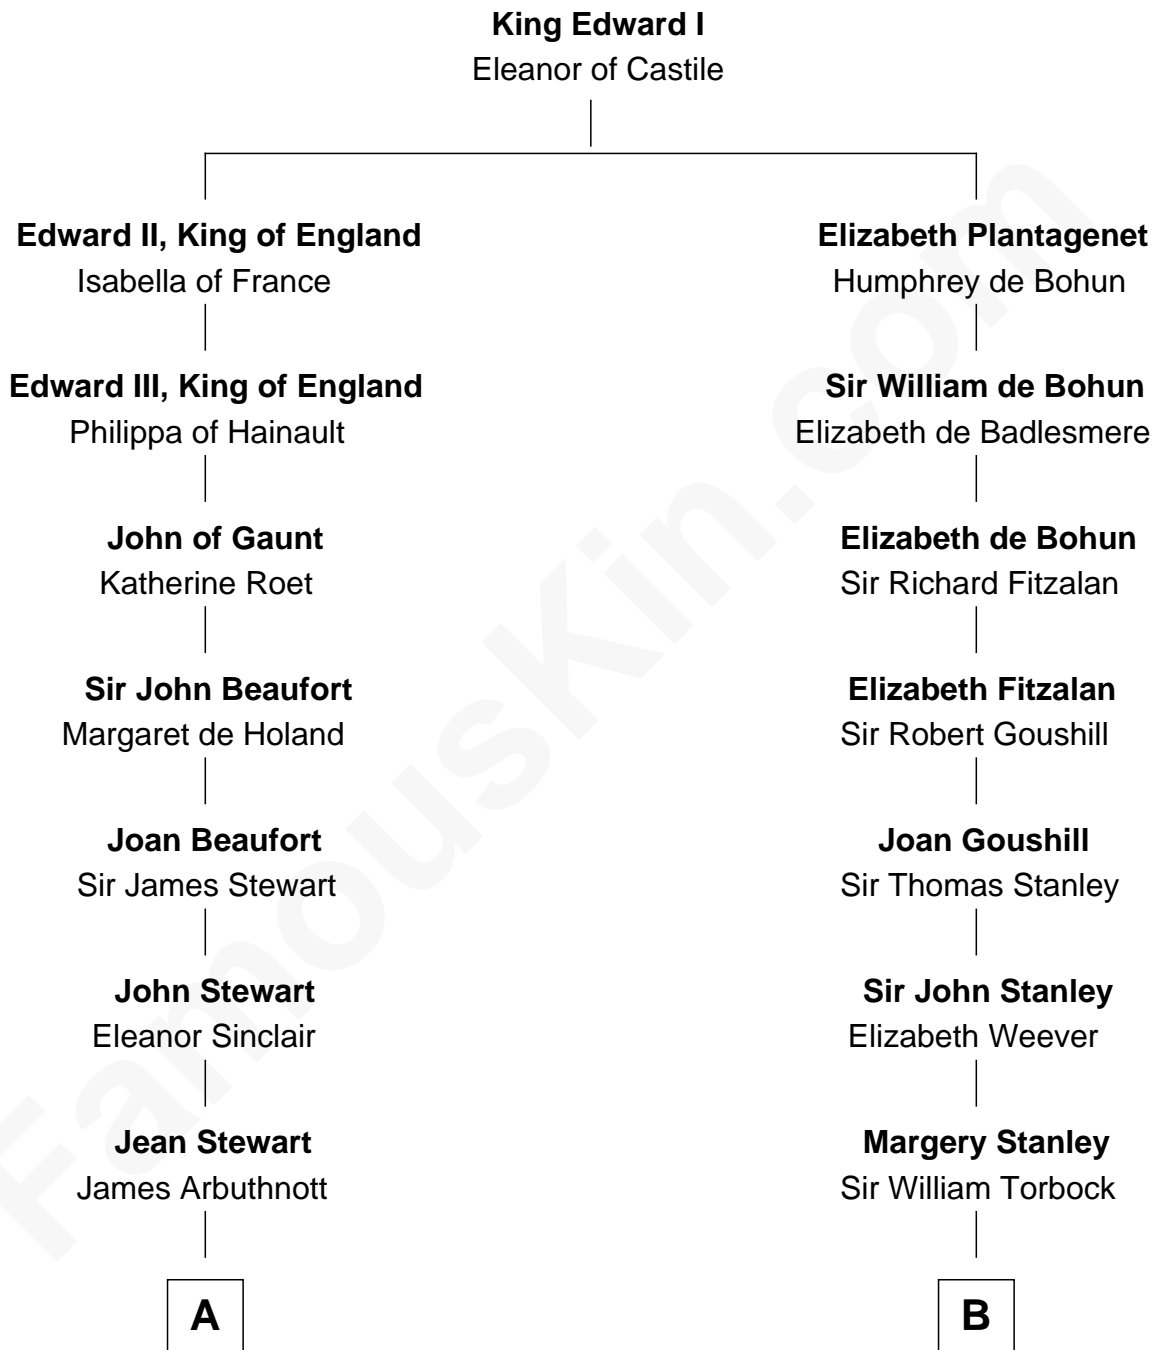 King Edward I
Eleanor of Castile
Edward II, King of England
Isabella of France
Elizabeth Plantagenet
Humphrey de Bohun
Edward III, King of England
Philippa of Hainault
Sir William de Bohun
Elizabeth de Badlesmere
John of Gaunt
Katherine Roet
Elizabeth de Bohun
Sir Richard Fitzalan
Sir John Beaufort
Margaret de Holand
Elizabeth Fitzalan
Sir Robert Goushill
Joan Beaufort
Sir James Stewart
Joan Goushill
Sir Thomas Stanley
John Stewart
Eleanor Sinclair
Sir John Stanley
Elizabeth Weever
Jean Stewart
James Arbuthnott
Margery Stanley
Sir William Torbock
A
B
FamousKin.com